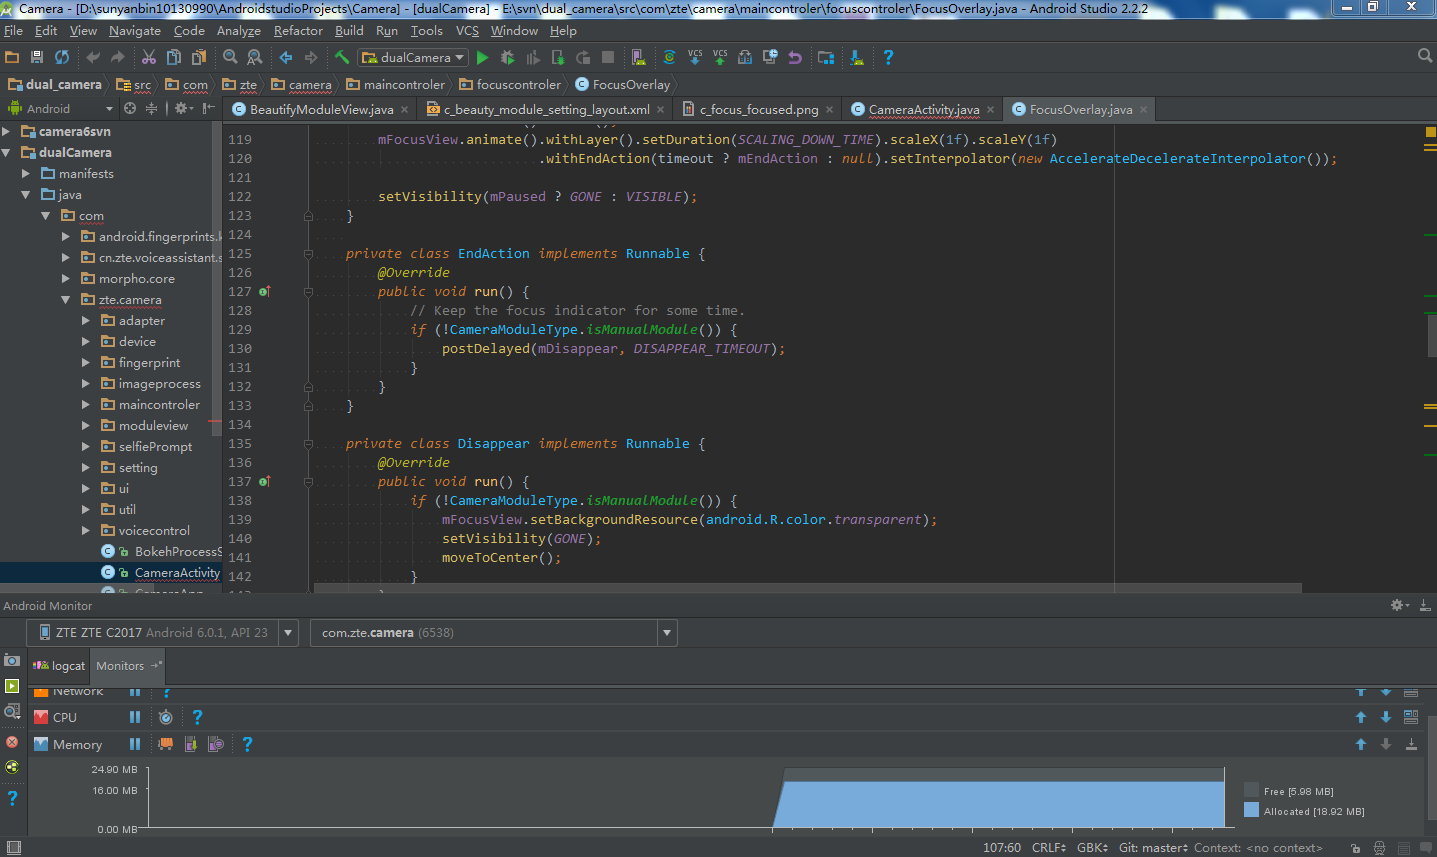 Camera - [D:\sunyanbin10130990\AndroidstudioProjects\Camera] - [dualCamera] - E:\svn\dual_camera\src\com\zte\camera\maincontroler\focuscontroler\FocusOverlay.java - Android Studio 2.2.2
File Edit View Navigate Code Analyze Refactor Build Run Tools VCS Window Help
dualCamera VCS VCS
dual_camera src com zte camera maincontroler focuscontroler FocusOverlay
Android BeautifyModuleView.java c_beauty_module_setting_layout.xml c_focus_focused.png CameraActivity.java FocusOverlay.java
camera6svn
dualCamera
manifests
java
com
android.fingerprints.
cn.zte.voiceassistant.
morpho.core
zte.camera
adapter
device
fingerprint
imageprocess
maincontroler
moduleview
selfiePrompt
setting
ui
util
voicecontrol
BokehProcessS
CameraActivity
119 mFocusView.animate().withLayer().setDuration(SCALING_DOWN_TIME).scaleX(1f).scaleY(1f)
120 .withEndAction(timeout ? mEndAction : null).setInterpolator(new AccelerateDecelerateInterpolator());
121
122 setVisibility(mPaused ? GONE : VISIBLE);
123 }
124
125 private class EndAction implements Runnable {
126 @Override
127 public void run() {
128 // Keep the focus indicator for some time.
129 if (!CameraModuleType.isManualModule()) {
130 postDelayed(mDisappear, DISAPPEAR_TIMEOUT);
131 }
132 }
133 }
134
135 private class Disappear implements Runnable {
136 @Override
137 public void run() {
138 if (!CameraModuleType.isManualModule()) {
139 mFocusView.setBackgroundResource(android.R.color.transparent);
140 setVisibility(GONE);
141 moveToCenter();
142 }
Android Monitor
ZTE ZTE C2017 Android 6.0.1, API 23 com.zte.camera (6538)
logcat Monitors
Network
CPU
Memory
24.90 MB
16.00 MB
0.00 MB
Free [5.98 MB]
Allocated [18.92 MB]
107:60 CRLF GBK Git: master Context: <no context>